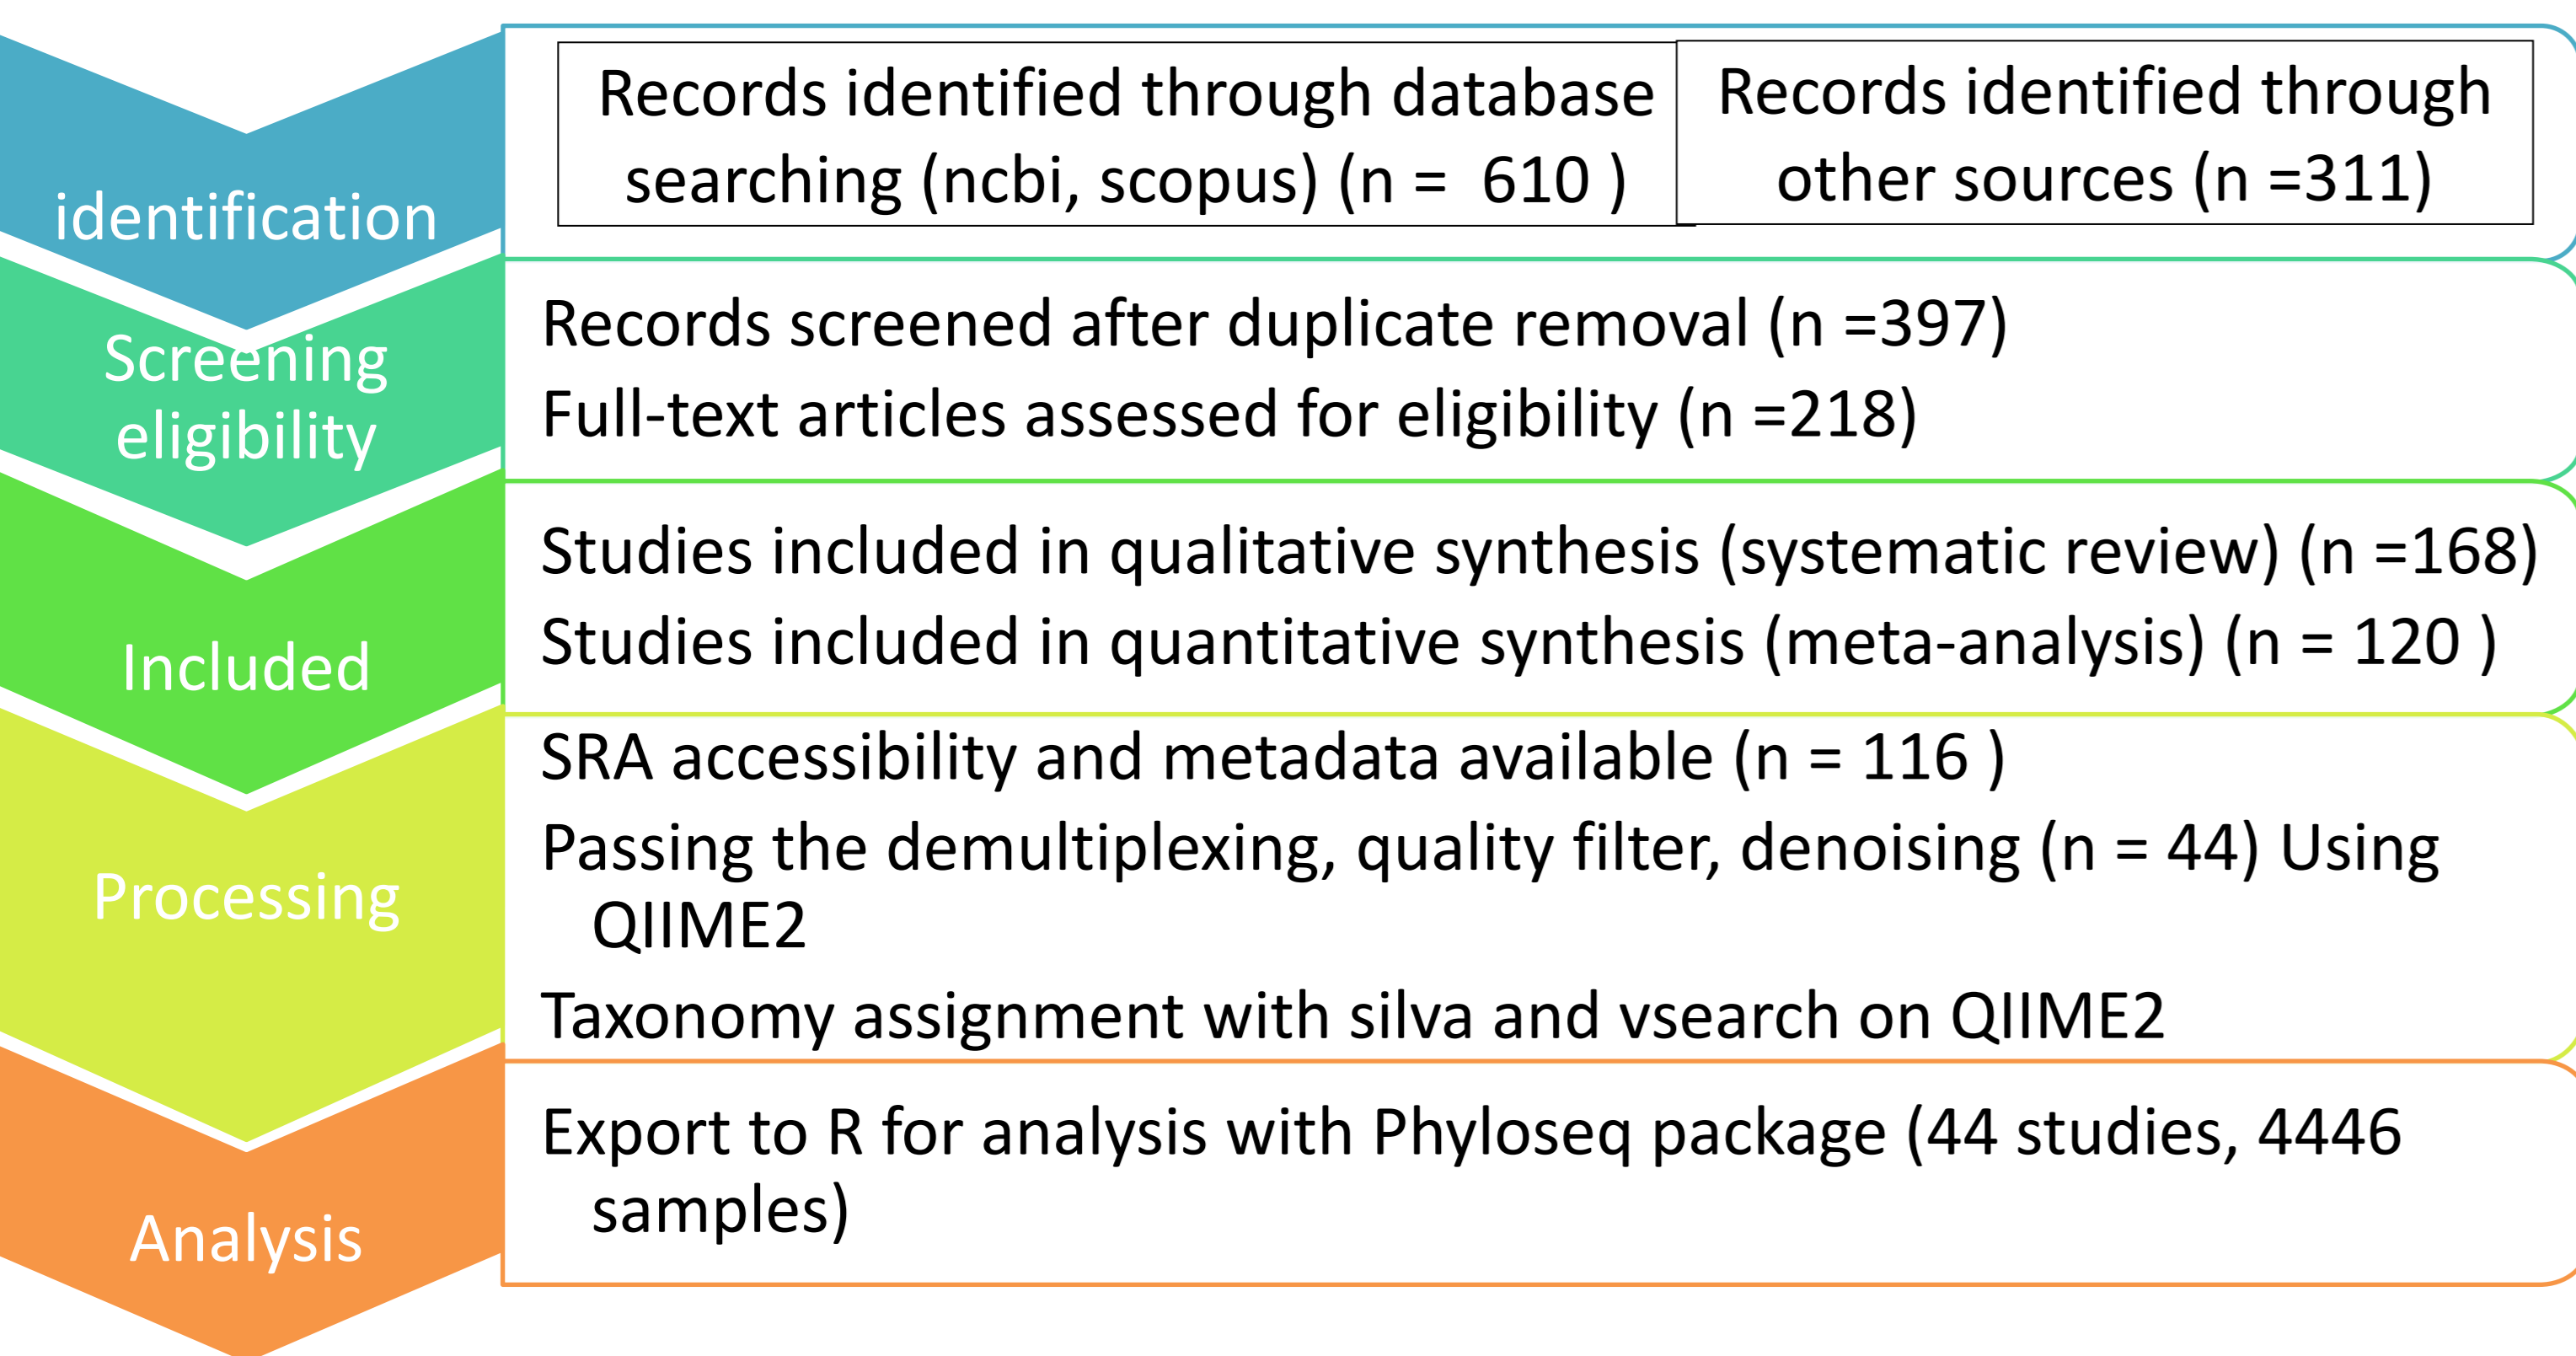 identification
Records identified through database
searching (ncbi, scopus) (n =  610 )
Records identified through
other sources (n =311)
Screening
eligibility
Records screened after duplicate removal (n =397)
Full-text articles assessed for eligibility (n =218)
Included
Studies included in qualitative synthesis (systematic review) (n =168)
Studies included in quantitative synthesis (meta-analysis) (n = 120 )
Processing
SRA accessibility and metadata available (n = 116 )
Passing the demultiplexing, quality filter, denoising (n = 44) Using
QIIME2
Taxonomy assignment with silva and vsearch on QIIME2
Analysis
Export to R for analysis with Phyloseq package (44 studies, 4446
samples)